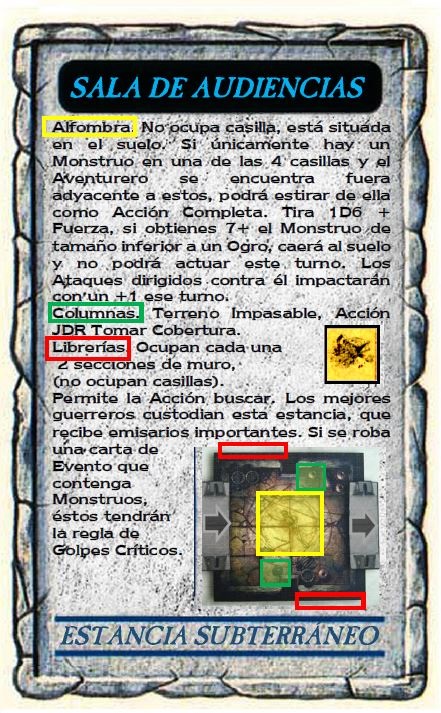 SALA DE AUDIENCIAS
Alfombra. No ocupa casilla, está situada
en el suelo. Si únicamente hay un
Monstruo en una de las 4 casillas y el
Aventurero se encuentra fuera
adyacente a estos, podrá estirar de ella
como Acción Completa. Tira 1D6 +
Fuerza, si obtienes 7+ el Monstruo de
tamaño inferior a un Ogro, caerá al suelo
y no podrá actuar este turno. Los
Ataques dirigidos contra él impactarán
con un +1 ese turno.
Columnas. Terreno Impasable, Acción
JDR Tomar Cobertura.
Librerías. Ocupan cada una
2 secciones de muro,
(no ocupan casillas).
Permite la Acción buscar. Los mejores
guerreros custodian esta estancia, que
recibe emisarios importantes. Si se roba
una carta de
Evento que
contenga
Monstruos,
éstos tendrán
la regla de
Golpes Críticos.
ESTANCIA SUBTERRÁNEO